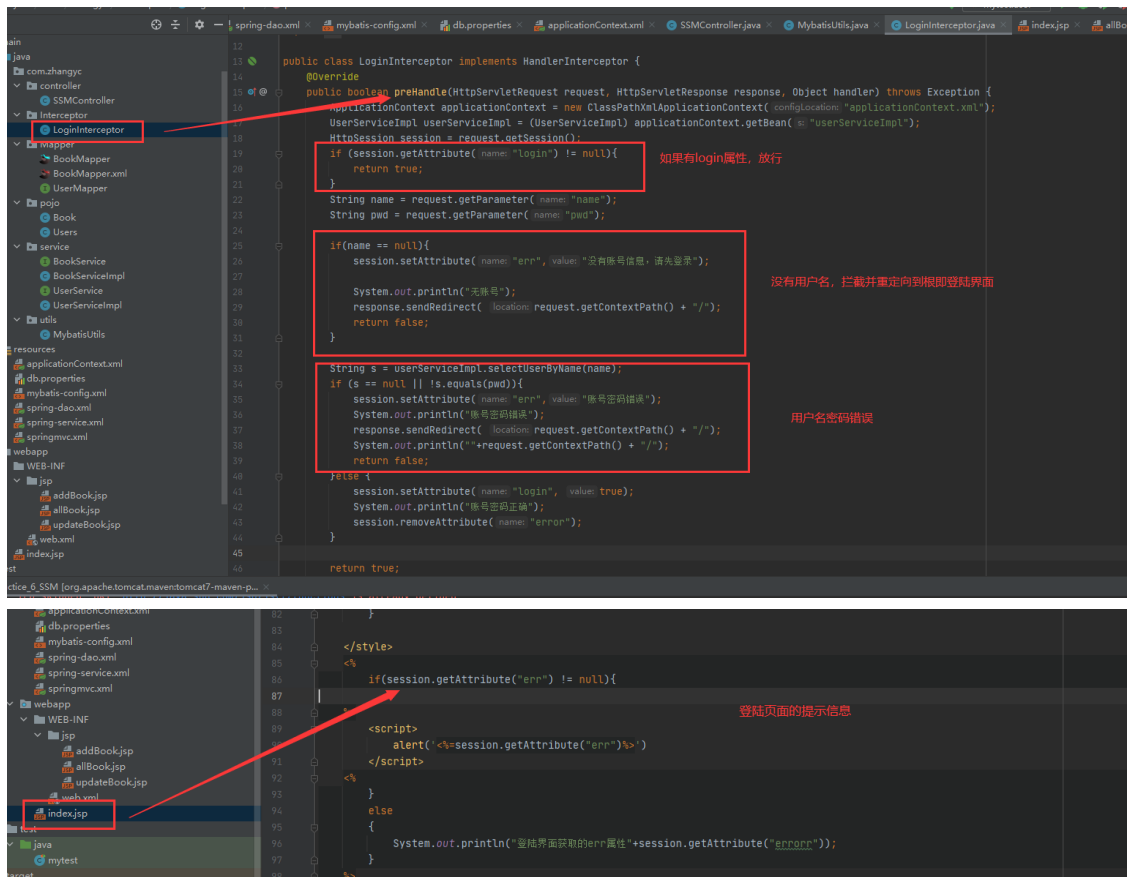 spring-dao.xml mybatis-config.xml db.properties applicationContext.xml SSMController.java MybatisUtils.java LoginInterceptor.java index.jsp allBo
ain
java
com.zhangyc
controller
SSMController
Interceptor
LoginInterceptor
Mapper
BookMapper
BookMapper.xml
UserMapper
pojo
Book
Users
service
BookService
BookServiceImpl
UserService
UserServiceImpl
utils
MybatisUtils
resources
applicationContext.xml
db.properties
mybatis-config.xml
spring-dao.xml
spring-service.xml
springmvc.xml
webapp
WEB-INF
jsp
addBook.jsp
allBook.jsp
updateBook.jsp
web.xml
index.jsp
est
12
13 public class LoginInterceptor implements HandlerInterceptor {
14 @Override
15 @ public boolean preHandle(HttpServletRequest request, HttpServletResponse response, Object handler) throws Exception {
16 ApplicationContext applicationContext = new ClassPathXmlApplicationContext( configLocation: "applicationContext.xml");
17 UserServiceImpl userServiceImpl = (UserServiceImpl) applicationContext.getBean( s: "userServiceImpl");
18 HttpSession session = request.getSession();
19 if (session.getAttribute( name: "login") != null){
如果有login属性，放行
20 return true;
21 }
22 String name = request.getParameter( name: "name");
23 String pwd = request.getParameter( name: "pwd");
24
25 if(name == null){
26 session.setAttribute( name: "err", value: "没有账号信息，请先登录");
27
没有用户名，拦截并重定向到根即登陆界面
28 System.out.println("无账号");
29 response.sendRedirect( location: request.getContextPath() + "/");
30 return false;
31 }
32
33 String s = userServiceImpl.selectUserByName(name);
34 if (s == null || !s.equals(pwd)){
35 session.setAttribute( name: "err", value: "账号密码错误");
36 System.out.println("账号密码错误");
用户名密码错误
37 response.sendRedirect( location: request.getContextPath() + "/");
38 System.out.println(""+request.getContextPath() + "/");
39 return false;
40 }else {
41 session.setAttribute( name: "login", value: true);
42 System.out.println("账号密码正确");
43 session.removeAttribute( name: "error");
44 }
45
46 return true;
ctice_6_SSM [org.apache.tomcat.maven:tomcat7-maven-p...
applicationContext.xml
db.properties
mybatis-config.xml
spring-dao.xml
spring-service.xml
springmvc.xml
webapp
WEB-INF
jsp
addBook.jsp
allBook.jsp
updateBook.jsp
web.xml
index.jsp
test
java
mytest
target
82 }
83
84 </style>
85 <%
86 if(session.getAttribute("err") != null){
87
登陆页面的提示信息
88 %>
89 <script>
90 alert('<%=session.getAttribute("err")%>')
91 </script>
92 <%
93 }
94 else
95 {
96 System.out.println("登陆界面获取的err属性"+session.getAttribute("errorr"));
97 }
98 %>